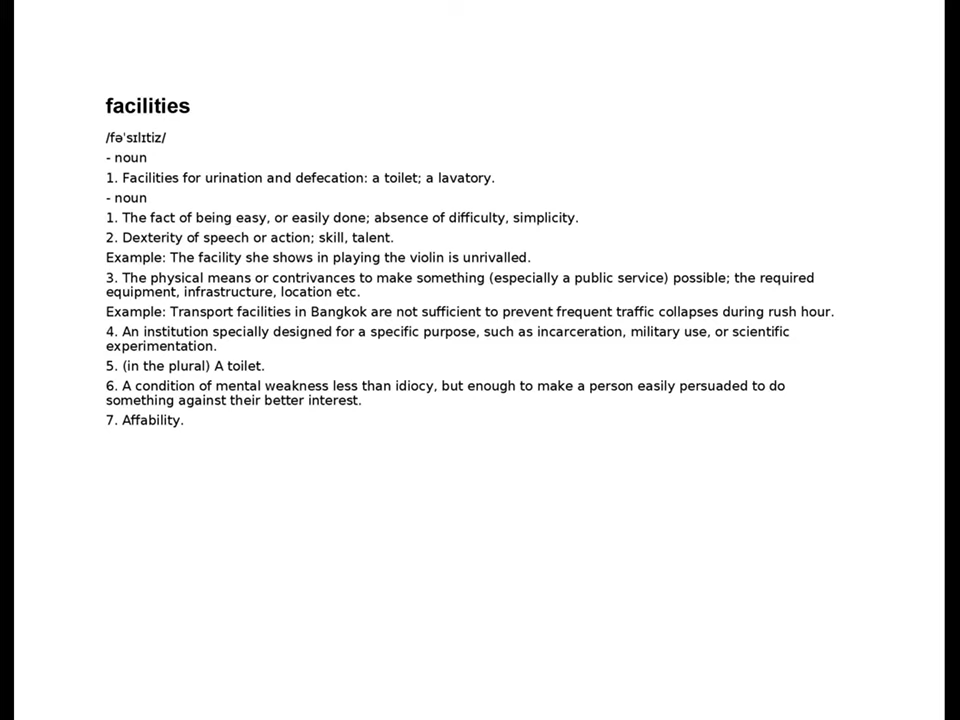 facilities
/fəˈsɪlɪtiz/
- noun
1. Facilities for urination and defecation: a toilet; a lavatory.
- noun
1. The fact of being easy, or easily done; absence of difficulty, simplicity.
2. Dexterity of speech or action; skill, talent.
Example: The facility she shows in playing the violin is unrivalled.
3. The physical means or contrivances to make something (especially a public service) possible; the required
equipment, infrastructure, location etc.
Example: Transport facilities in Bangkok are not sufficient to prevent frequent traffic collapses during rush hour.
4. An institution specially designed for a specific purpose, such as incarceration, military use, or scientific
experimentation.
5. (in the plural) A toilet.
6. A condition of mental weakness less than idiocy, but enough to make a person easily persuaded to do
something against their better interest.
7. Affability.